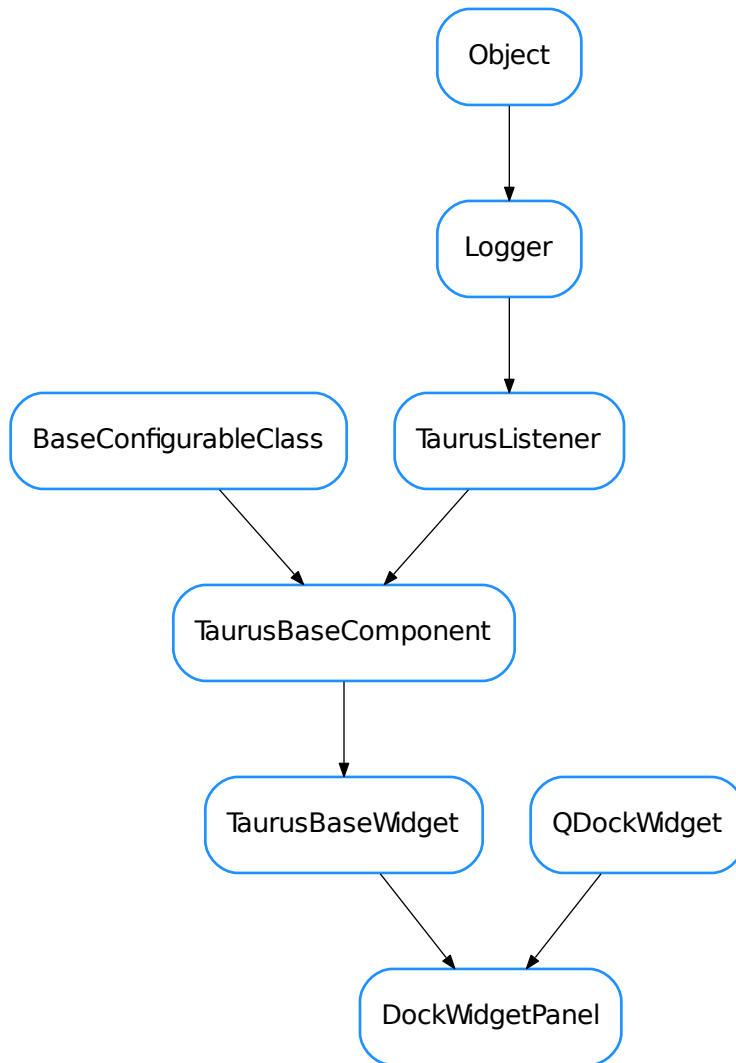 Object
Logger
BaseConfigurableClass
TaurusListener
TaurusBaseComponent
TaurusBaseWidget
QDockWidget
DockWidgetPanel